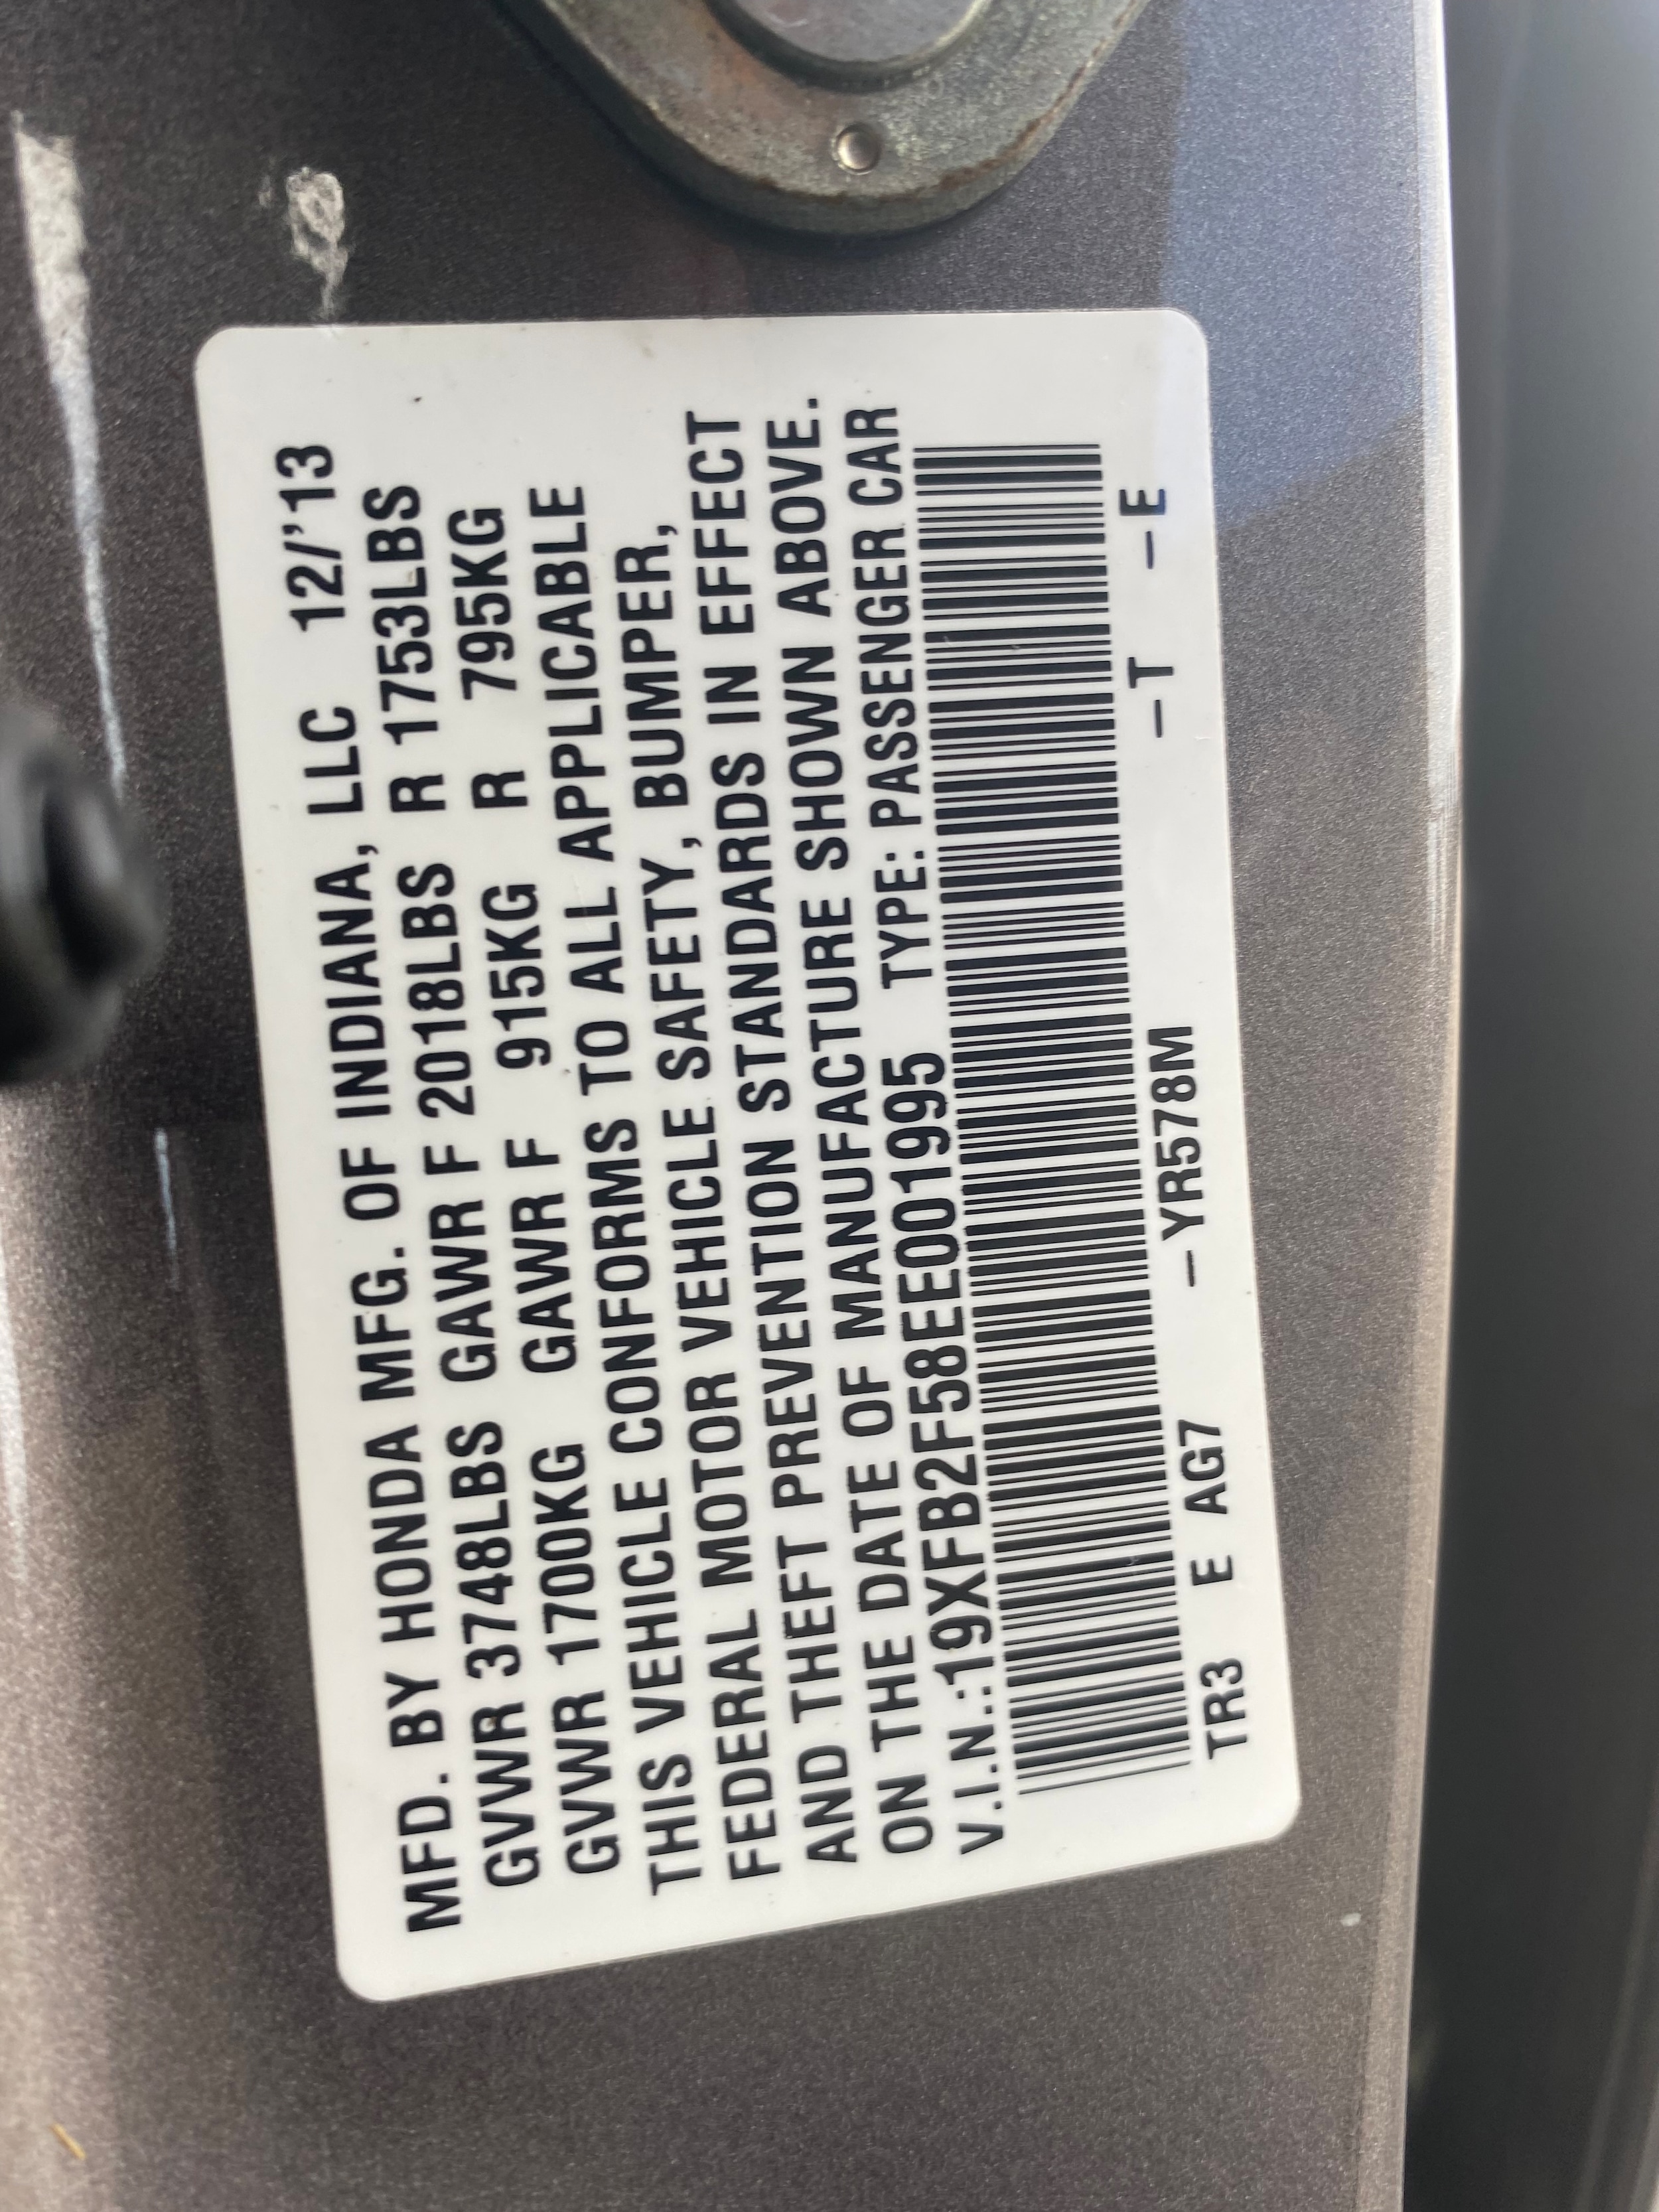 MFD. BY HONDA MFG. OF INDIANA, LLC 12/'13
GVWR 3748LBS GAWR F 2018LBS R 1753LBS
GVWR 1700KG GAWR F 915KG R 795KG
THIS VEHICLE CONFORMS TO ALL APPLICABLE
FEDERAL MOTOR VEHICLE SAFETY, BUMPER,
AND THEFT PREVENTION STANDARDS IN EFFECT
ON THE DATE OF MANUFACTURE SHOWN ABOVE.
V.I.N.:19XFB2F58EE001995 TYPE: PASSENGER CAR
TR3 E AG7 – YR578M – T – E